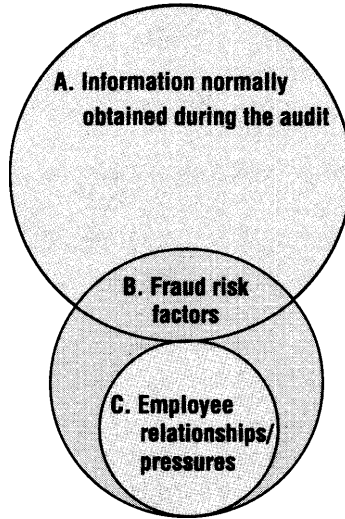 A. Information normally
obtained during the audit
B. Fraud risk
factors
C. Employee
relationships/
pressures